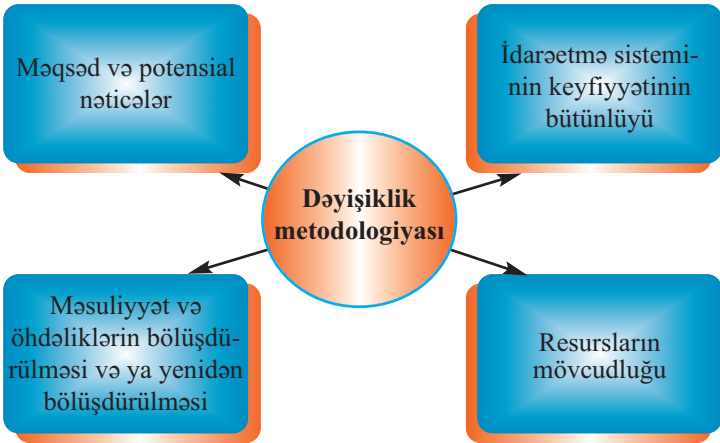 Məqsəd və potensial
nəticələr
İdarəetmə sistemi-
nin keyfiyyətinin
bütünlüyü
Dəyişiklik
metodologiyası
Məsuliyyət və
öhdəliklərin bölüşdü-
rülməsi və ya yenidən
bölüşdürülməsi
Resursların
mövcudluğu